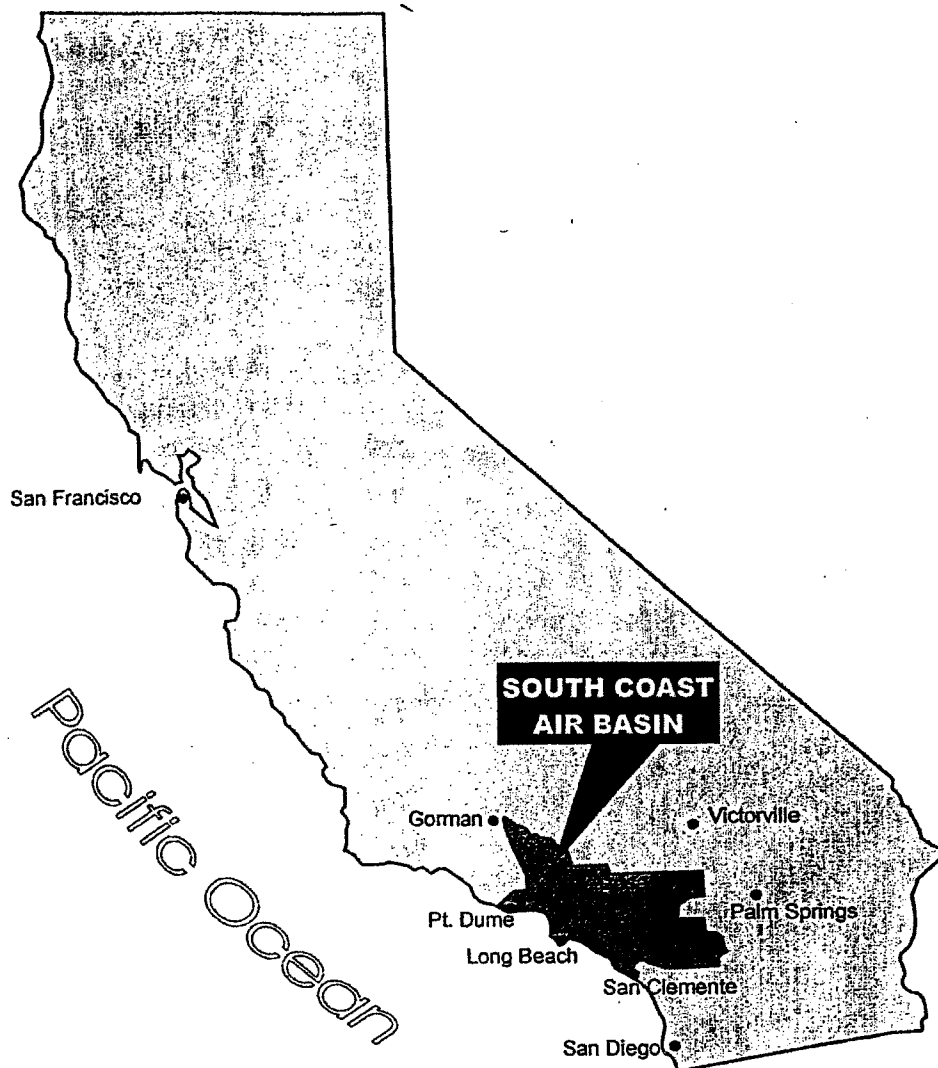 San Francisco
SOUTH COAST
AIR BASIN
Pacific Ocean
Gorman
Victorville
Pt. Dume
Palm Springs
Long Beach
San Clemente
San Diego